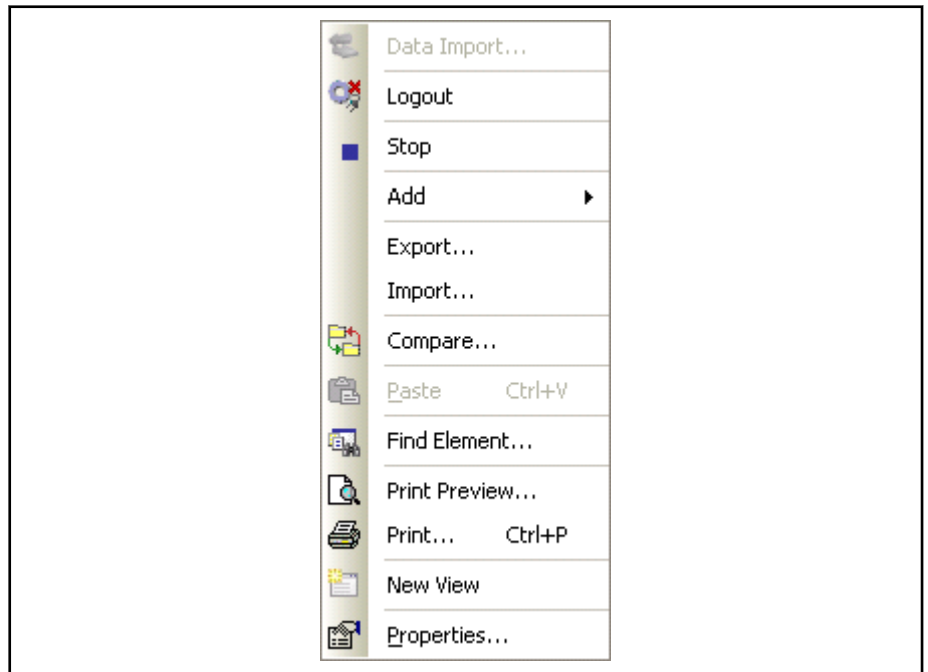 Data Import...
Logout
Stop
Add
Export...
Import...
Compare...
Paste Ctrl+V
Find Element...
Print Preview...
Print... Ctrl+P
New View
Properties...